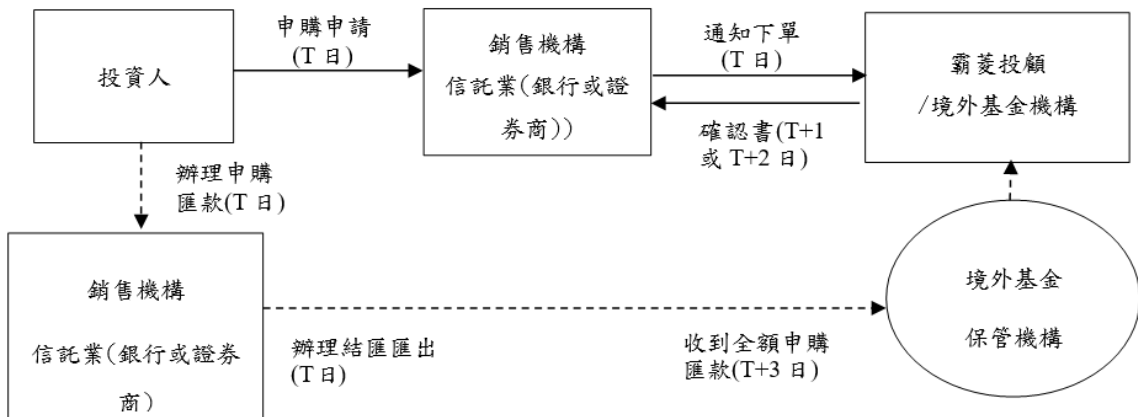 投資人
申購申請
(T 日)
銷售機構
信託業(銀行或證
券商))
通知下單
(T 日)
確認書(T+1
或 T+2 日)
霸菱投顧
/境外基金機構
辦理申購
匯款(T 日)
銷售機構
信託業(銀行或證券
商)
辦理結匯匯出
(T日)
收到全額申購
匯款(T+3 日)
境外基金
保管機構